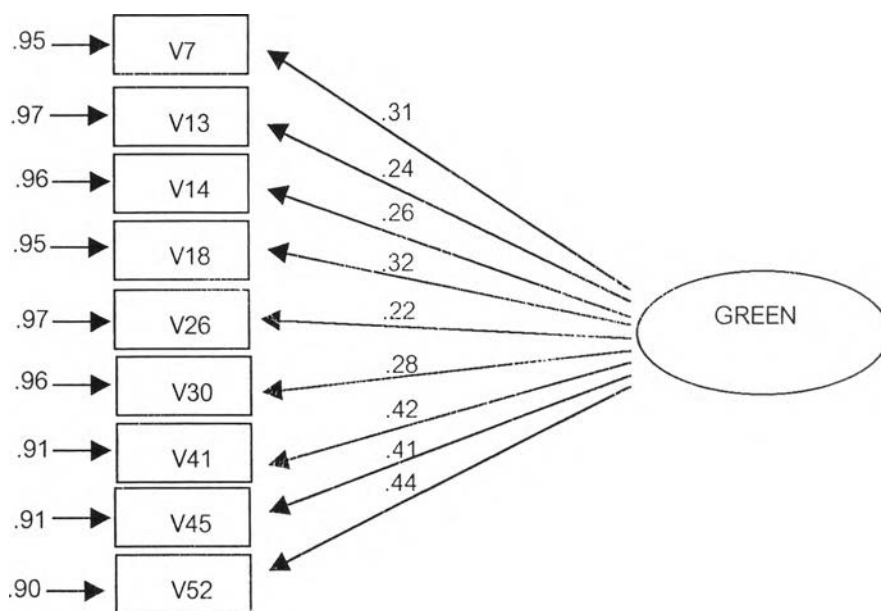 .95 V7
.31
.97 V13
.24
.96 V14
.26
.95 V18
.32
.97 V26
.22
GREEN
.96 V30
.28
.91 V41
.42
.91 V45
.41
.44
.90 V52